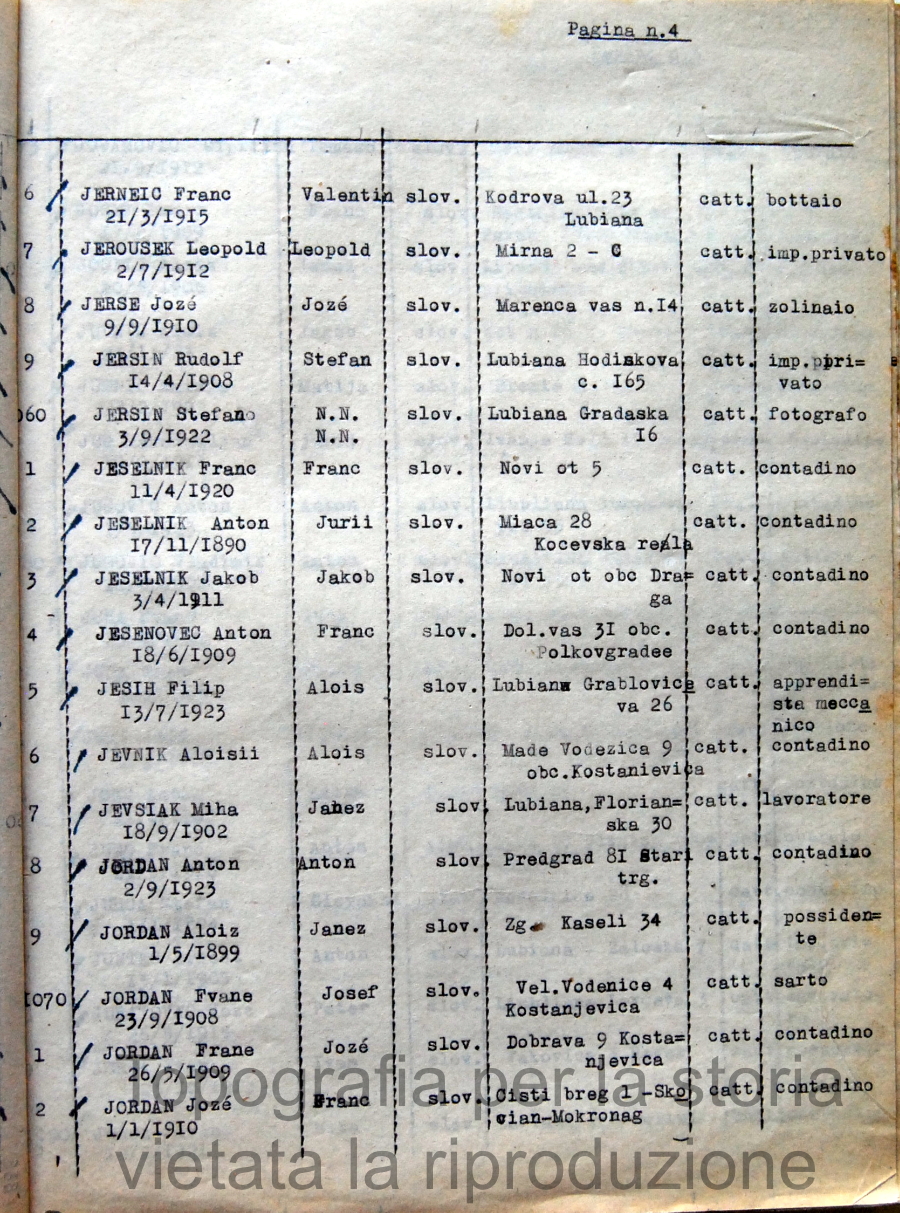 Pagina n.4
6 JERNEIC Franc Valentin slov. Kodrova ul.23 catt. bottaio
21/3/1915 Lubiana
7 JEROUSEK Leopold Leopold slov. Mirna 2 - C catt. imp.privato
2/7/1912
8 JERSE Jozé Jozé slov. Marenca vas n.14 catt. zolinaio
9/9/1910
9 JERSIN Rudolf Stefan slov. Lubiana Hodiskova catt. imp.ppri=
14/4/1908 c. 165 vato
060 JERSIN Stefano N.N. slov. Lubiana Gradaska catt. fotografo
3/9/1922 N.N. 16
1 JESELNIK Franc Franc slov. Novi ot 5 catt. contadino
11/4/1920
2 JESELNIK Anton Jurii slov. Miaca 28 catt. contadino
17/11/1890 Kocevska reala
3 JESELNIK Jakob Jakob slov. Novi ot obc Dra= catt. contadino
3/4/1911 ga
4 JESENOVEC Anton Franc slov. Dol.vas 31 obc. catt. contadino
18/6/1909 Polkovgradee
5 JESIH Filip Alois slov. Lubiana Grablovice catt. apprendi=
13/7/1923 va 26 sta mecca
nico
6 JEVNIK Aloisii Alois slov. Made Vodezica 9 catt. contadino
obc.Kostanievica
7 JEVSIAK Miha Janez slov. Lubiana,Florian= catt. lavoratore
18/9/1902 ska 30
8 JORDAN Anton Anton slov. Predgrad 81 Stari catt. contadino
2/9/1923 trg.
9 JORDAN Aloiz Janez slov. Zg. Kaseli 34 catt. possiden=
1/5/1899 te
1070 JORDAN Fvane Josef slov. Vel.Vodenice 4 catt. sarto
23/9/1908 Kostanjevica
1 JORDAN Frane Jozé slov. Dobrava 9 Kosta= catt. contadino
26/5/1909 njevica
2 JORDAN Jozé Franc slov. Cisti breg 1 -Sko catt. contadino
1/1/1910 cian-Mokronag
Topografia per la storia
vietata la riproduzione